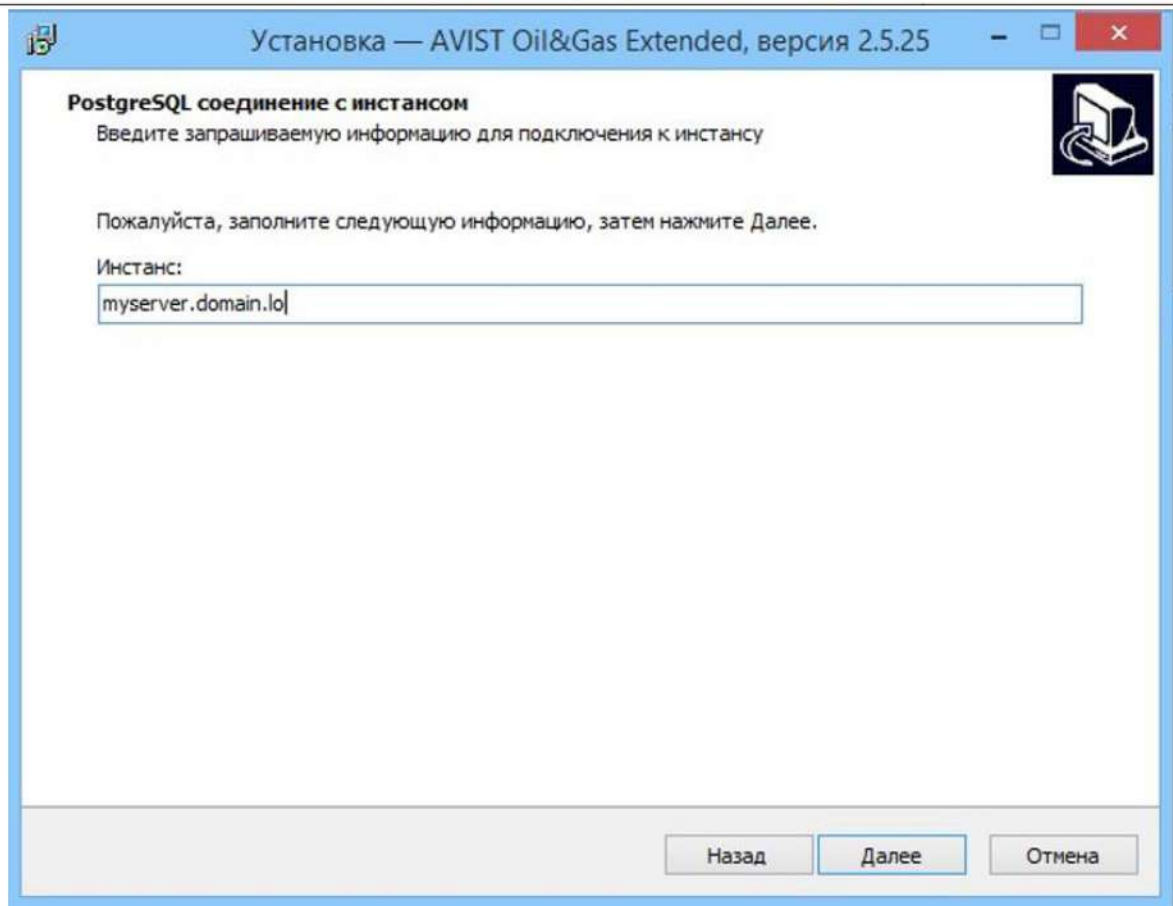 Установка — AVIST Oil&Gas Extended, версия 2.5.25
PostgreSQL соединение с инстансом
Введите запрашиваемую информацию для подключения к инстансу
Пожалуйста, заполните следующую информацию, затем нажмите Далее.
Инстанс:
myserver.domain.lo
Назад Далее Отмена